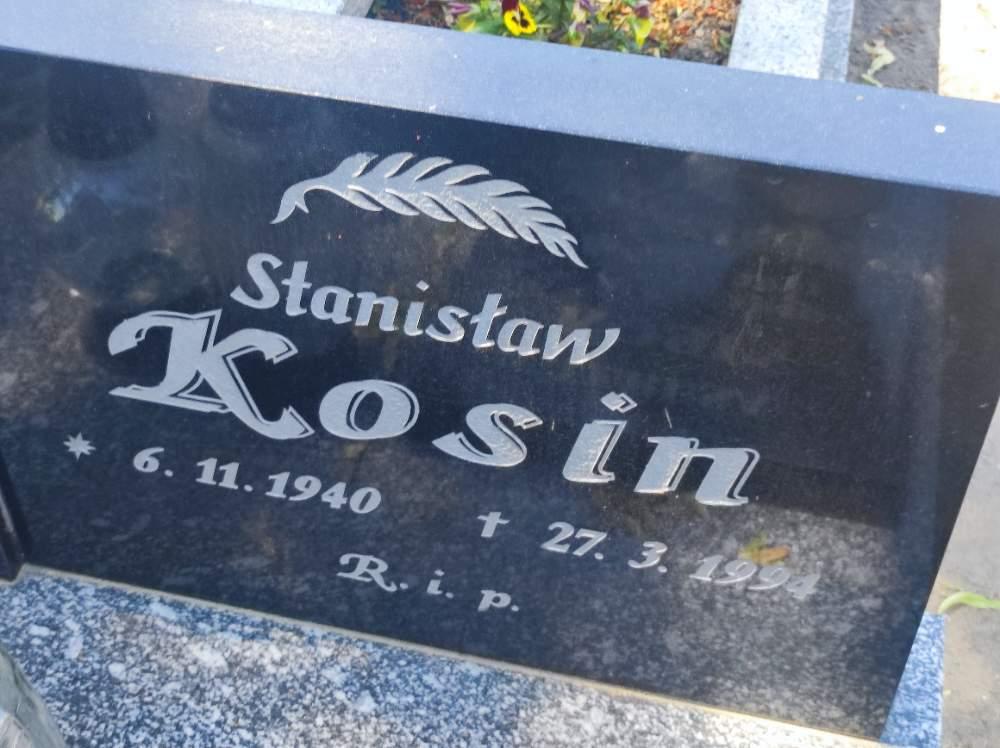 Stanisław
Kosin
* 6. 11. 1940 † 27. 3. 1994
R. i. p.